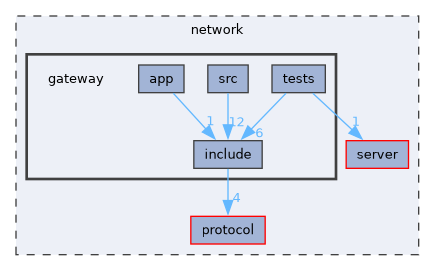 network
gateway
app
src
tests
1
12
6
1
include
server
4
protocol